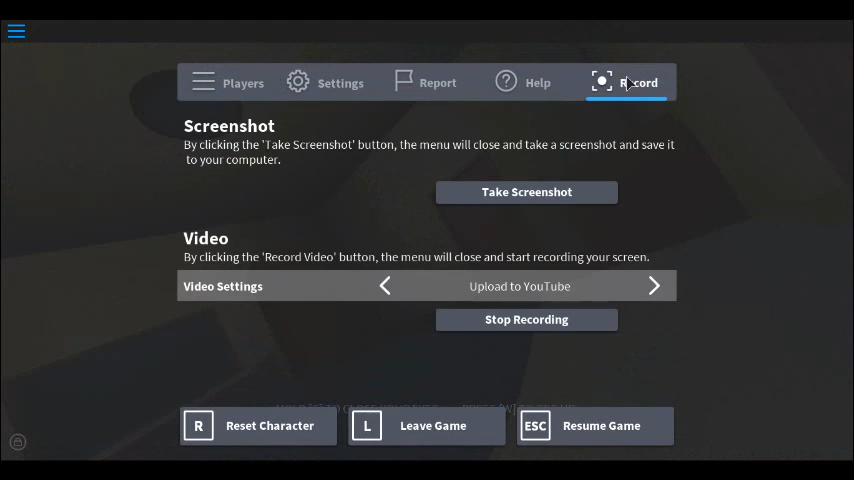 Players Settings Report Help Record
Screenshot
By clicking the 'Take Screenshot' button, the menu will close and take a screenshot and save it
to your computer.
Take Screenshot
Video
By clicking the 'Record Video' button, the menu will close and start recording your screen.
Video Settings Upload to YouTube
Stop Recording
R Reset Character L Leave Game ESC Resume Game